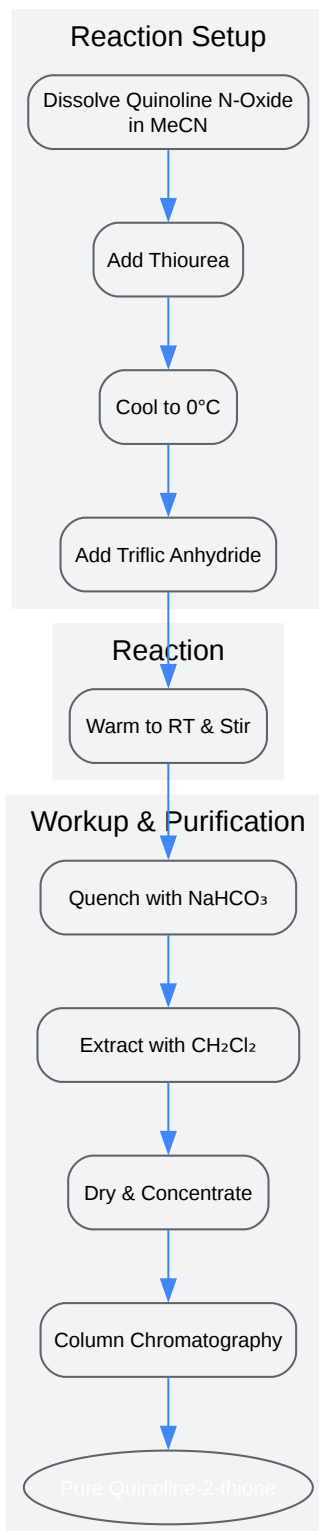 Reaction Setup
Dissolve Quinoline N-Oxide
in MeCN
Add Thiourea
Cool to 0°C
Add Triflic Anhydride
Reaction
Warm to RT & Stir
Workup & Purification
Quench with NaHCO₃
Extract with CH₂Cl₂
Dry & Concentrate
Column Chromatography
Pure Quinoline-2-thione